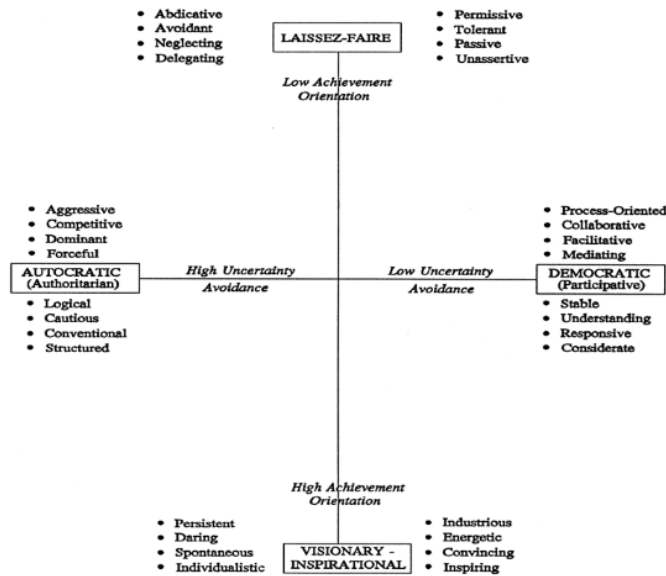 • Abdicative
• Avoidant
• Neglecting
• Delegating
LAISSEZ-FAIRE
• Permissive
• Tolerant
• Passive
• Unassertive
Low Achievement
Orientation
• Aggressive
• Competitive
• Dominant
• Forceful
AUTOCRATIC
(Authoritarian)
• Logical
• Cautious
• Conventional
• Structured
High Uncertainty
Avoidance
Low Uncertainty
Avoidance
• Process-Oriented
• Collaborative
• Facilitative
• Mediating
DEMOCRATIC
(Participative)
• Stable
• Understanding
• Responsive
• Considerate
High Achievement
Orientation
• Persistent
• Daring
• Spontaneous
• Individualistic
VISIONARY -
INSPIRATIONAL
• Industrious
• Energetic
• Convincing
• Inspiring